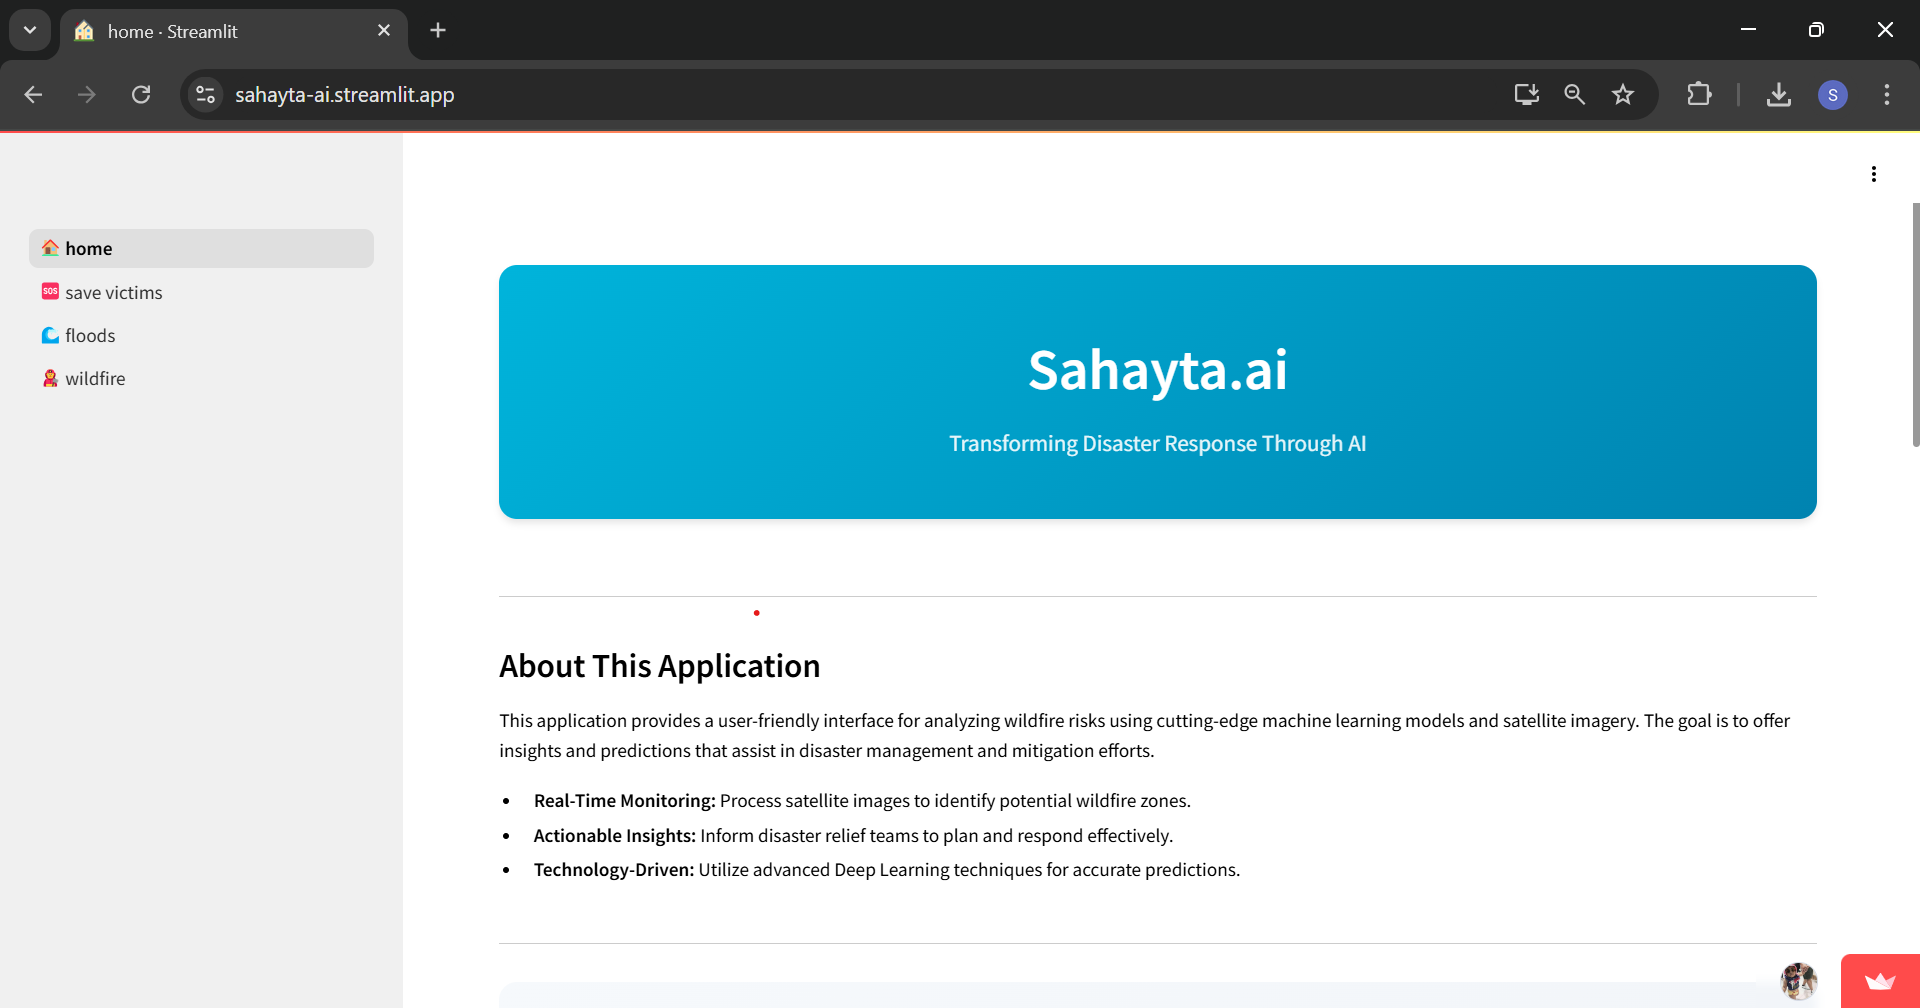 home · Streamlit
sahayta-ai.streamlit.app
S
home
SOS
save victims
floods
wildfire
Sahayta.ai
Transforming Disaster Response Through AI
About This Application
This application provides a user-friendly interface for analyzing wildfire risks using cutting-edge machine learning models and satellite imagery. The goal is to offer
insights and predictions that assist in disaster management and mitigation efforts.
• Real-Time Monitoring: Process satellite images to identify potential wildfire zones.
• Actionable Insights: Inform disaster relief teams to plan and respond effectively.
• Technology-Driven: Utilize advanced Deep Learning techniques for accurate predictions.